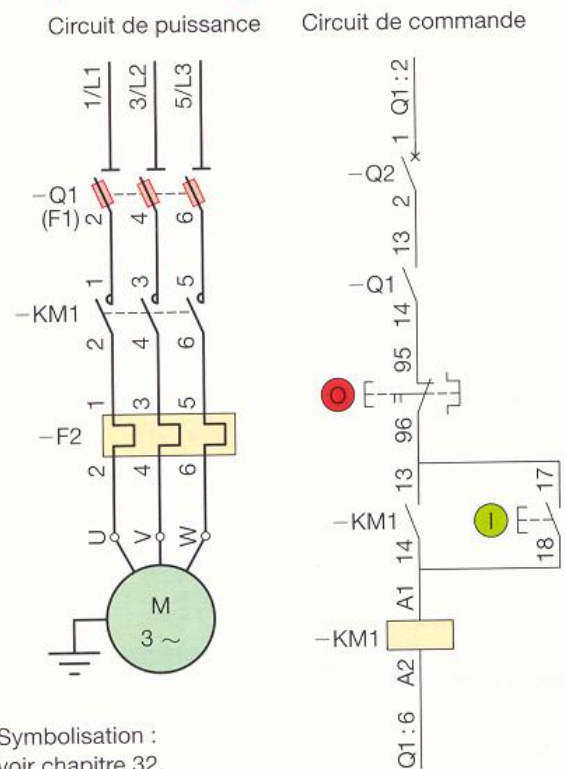 Circuit de puissance
1/L1
3/L2
5/L3
–Q1
(F1)
2
4
6
–KM1
1
3
5
2
4
6
–F2
1
3
5
2
4
6
U
V
W
M
3 ~
Symbolisation :
voir chapitre 32.
Circuit de commande
Q1 : 2
1
–Q2
2
13
–Q1
14
95
O
96
13
17
–KM1
I
14
18
A1
–KM1
A2
Q1 : 6